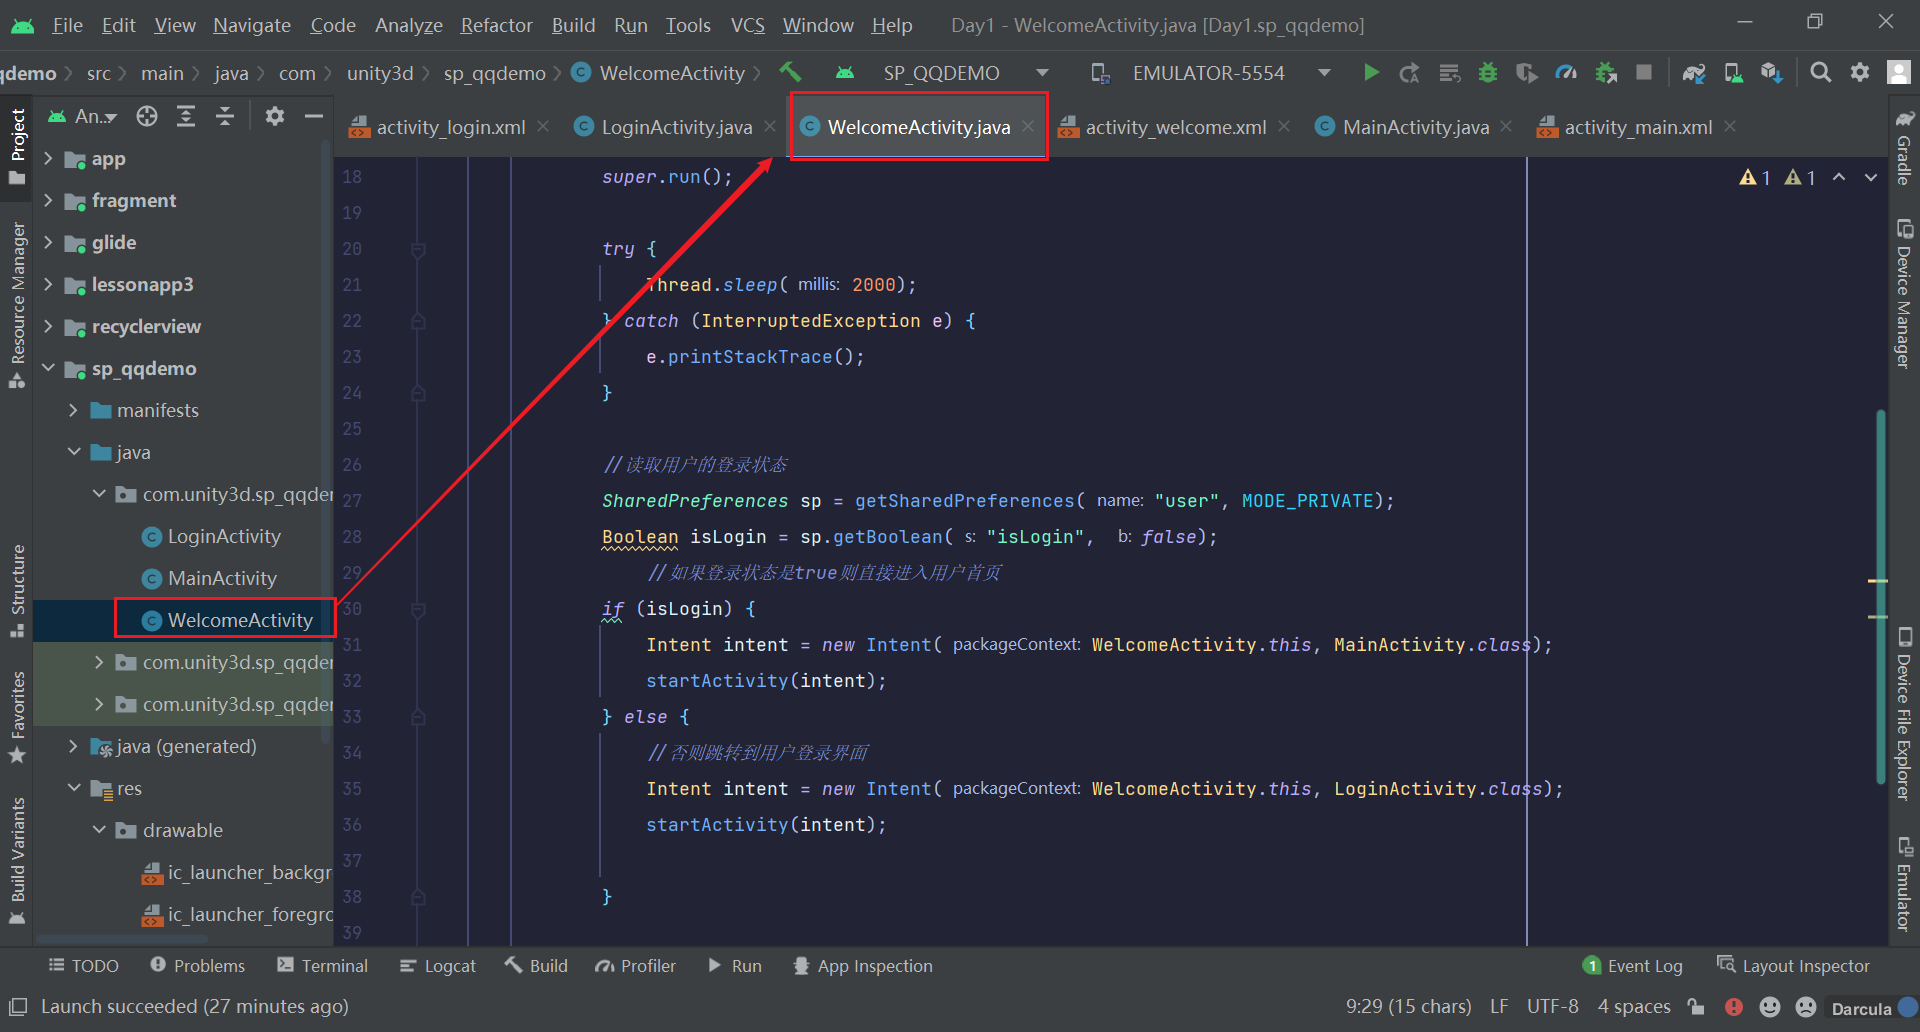 File Edit View Navigate Code Analyze Refactor Build Run Tools VCS Window Help Day1 - WelcomeActivity.java [Day1.sp_qqdemo]
qdemo src main java com unity3d sp_qqdemo WelcomeActivity SP_QQDEMO EMULATOR-5554
An...
activity_login.xml LoginActivity.java WelcomeActivity.java activity_welcome.xml MainActivity.java activity_main.xml
Project
Resource Manager
Structure
Favorites
Build Variants
app
fragment
glide
lessonapp3
recyclerview
sp_qqdemo
manifests
java
com.unity3d.sp_qqder
LoginActivity
MainActivity
WelcomeActivity
com.unity3d.sp_qqder
com.unity3d.sp_qqder
java (generated)
res
drawable
ic_launcher_backgr
ic_launcher_foregro
18 super.run();
19
20 try {
21 Thread.sleep( millis: 2000);
22 } catch (InterruptedException e) {
23 e.printStackTrace();
24 }
25
26 //读取用户的登录状态
27 SharedPreferences sp = getSharedPreferences( name: "user", MODE_PRIVATE);
28 Boolean isLogin = sp.getBoolean( s: "isLogin", b: false);
29 //如果登录状态是true则直接进入用户首页
30 if (isLogin) {
31 Intent intent = new Intent( packageContext: WelcomeActivity.this, MainActivity.class);
32 startActivity(intent);
33 } else {
34 //否则跳转到用户登录界面
35 Intent intent = new Intent( packageContext: WelcomeActivity.this, LoginActivity.class);
36 startActivity(intent);
37
38 }
39
1 1
Gradle
Device Manager
Device File Explorer
Emulator
TODO Problems Terminal Logcat Build Profiler Run App Inspection 1 Event Log Layout Inspector
Launch succeeded (27 minutes ago) 9:29 (15 chars) LF UTF-8 4 spaces Darcula